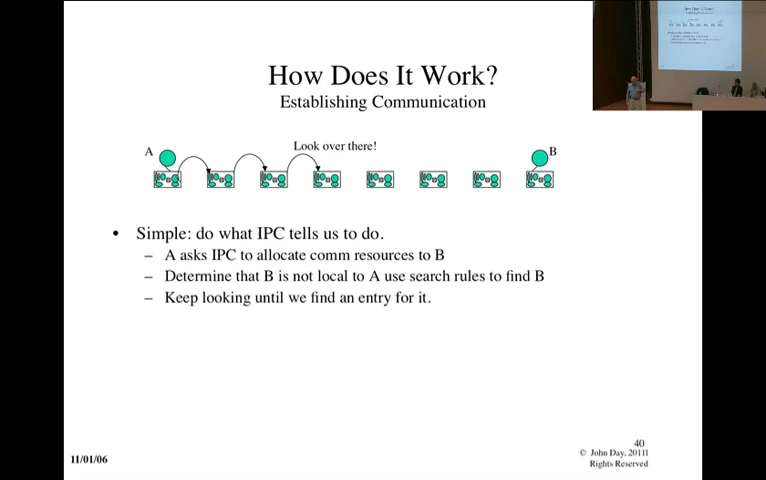 How Does It Work?
Establishing Communication
Look over there!
A
B
• Simple: do what IPC tells us to do.
– A asks IPC to allocate comm resources to B
– Determine that B is not local to A use search rules to find B
– Keep looking until we find an entry for it.
40
© John Day, 2011l
Rights Reserved
11/01/06